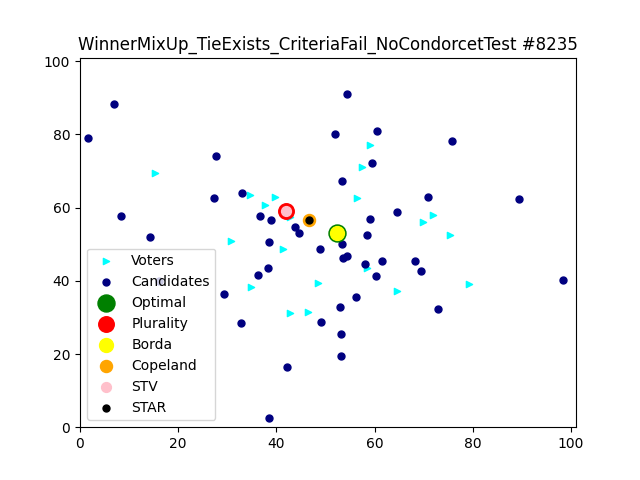 WinnerMixUp_TieExists_CriteriaFail_NoCondorcetTest #8235
100
80
60
40
20
0
Voters
Candidates
Optimal
Plurality
Borda
Copeland
STV
STAR
0 20 40 60 80 100